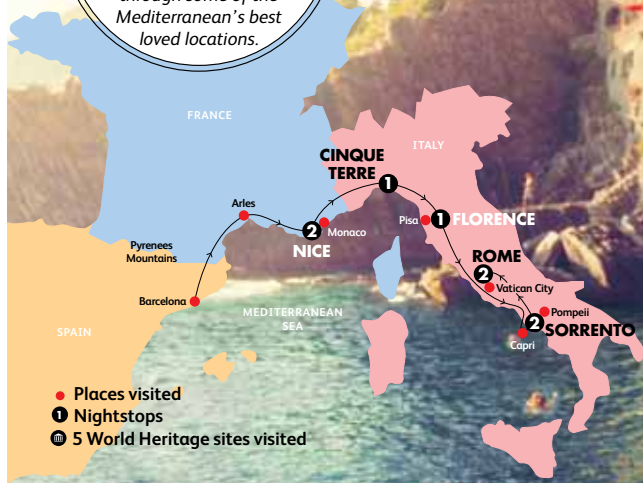 through some of the
Mediterranean's best
loved locations.
FRANCE
ITALY
CINQUE
TERRE
1
Arles
2
Monaco
NICE
Pisa
1
FLORENCE
Pyrenees
Mountains
ROME
2
Vatican City
Barcelona
MEDITERRANEAN
SEA
Pompeii
2
SORRENTO
SPAIN
Capri
Places visited
1 Nightstops
5 World Heritage sites visited